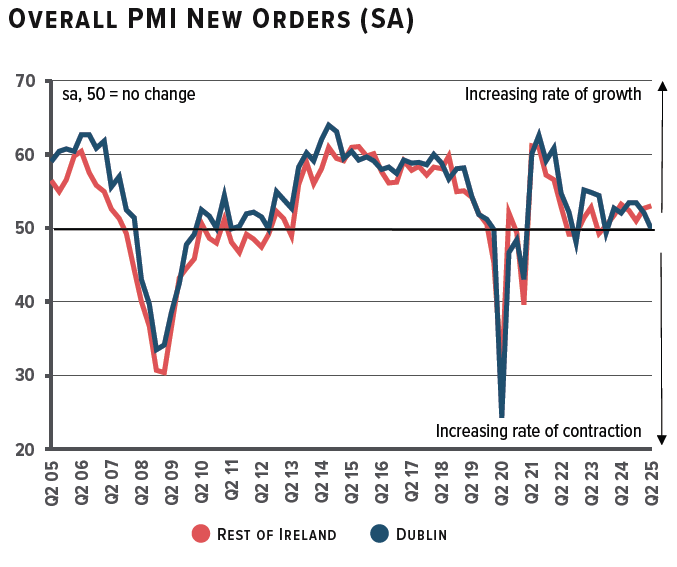 OVERALL PMI NEW ORDERS (SA)
70
sa, 50 = no change
Increasing rate of growth
60
50
40
30
Increasing rate of contraction
20
Q2 05
Q2 06
Q2 07
Q2 08
Q2 09
Q2 10
Q2 11
Q2 12
Q2 13
Q2 14
Q2 15
Q2 16
Q2 17
Q2 18
Q2 19
Q2 20
Q2 21
Q2 22
Q2 23
Q2 24
Q2 25
REST OF IRELAND
DUBLIN